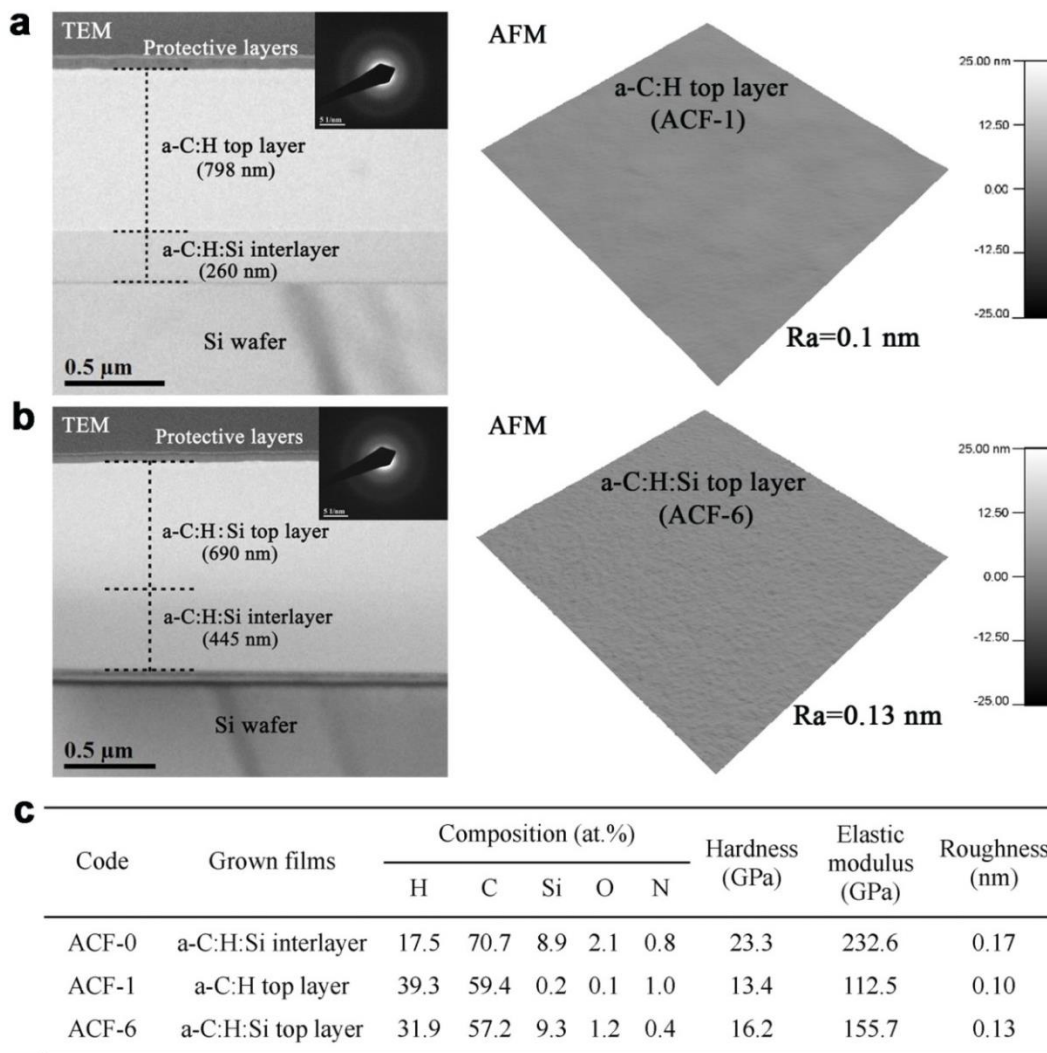 a
TEM
Protective layers
5 1/nm
a-C:H top layer
(798 nm)
a-C:H:Si interlayer
(260 nm)
Si wafer
0.5 μm
AFM
a-C:H top layer
(ACF-1)
Ra=0.1 nm
25.00 nm
12.50
0.00
-12.50
-25.00
b
TEM
Protective layers
5 1/nm
a-C:H:Si top layer
(690 nm)
a-C:H:Si interlayer
(445 nm)
Si wafer
0.5 μm
AFM
a-C:H:Si top layer
(ACF-6)
Ra=0.13 nm
25.00 nm
12.50
0.00
-12.50
-25.00
c
Code Grown films Composition (at.%) Hardness (GPa) Elastic modulus (GPa) Roughness (nm)
H C Si O N
ACF-0 a-C:H:Si interlayer 17.5 70.7 8.9 2.1 0.8 23.3 232.6 0.17
ACF-1 a-C:H top layer 39.3 59.4 0.2 0.1 1.0 13.4 112.5 0.10
ACF-6 a-C:H:Si top layer 31.9 57.2 9.3 1.2 0.4 16.2 155.7 0.13